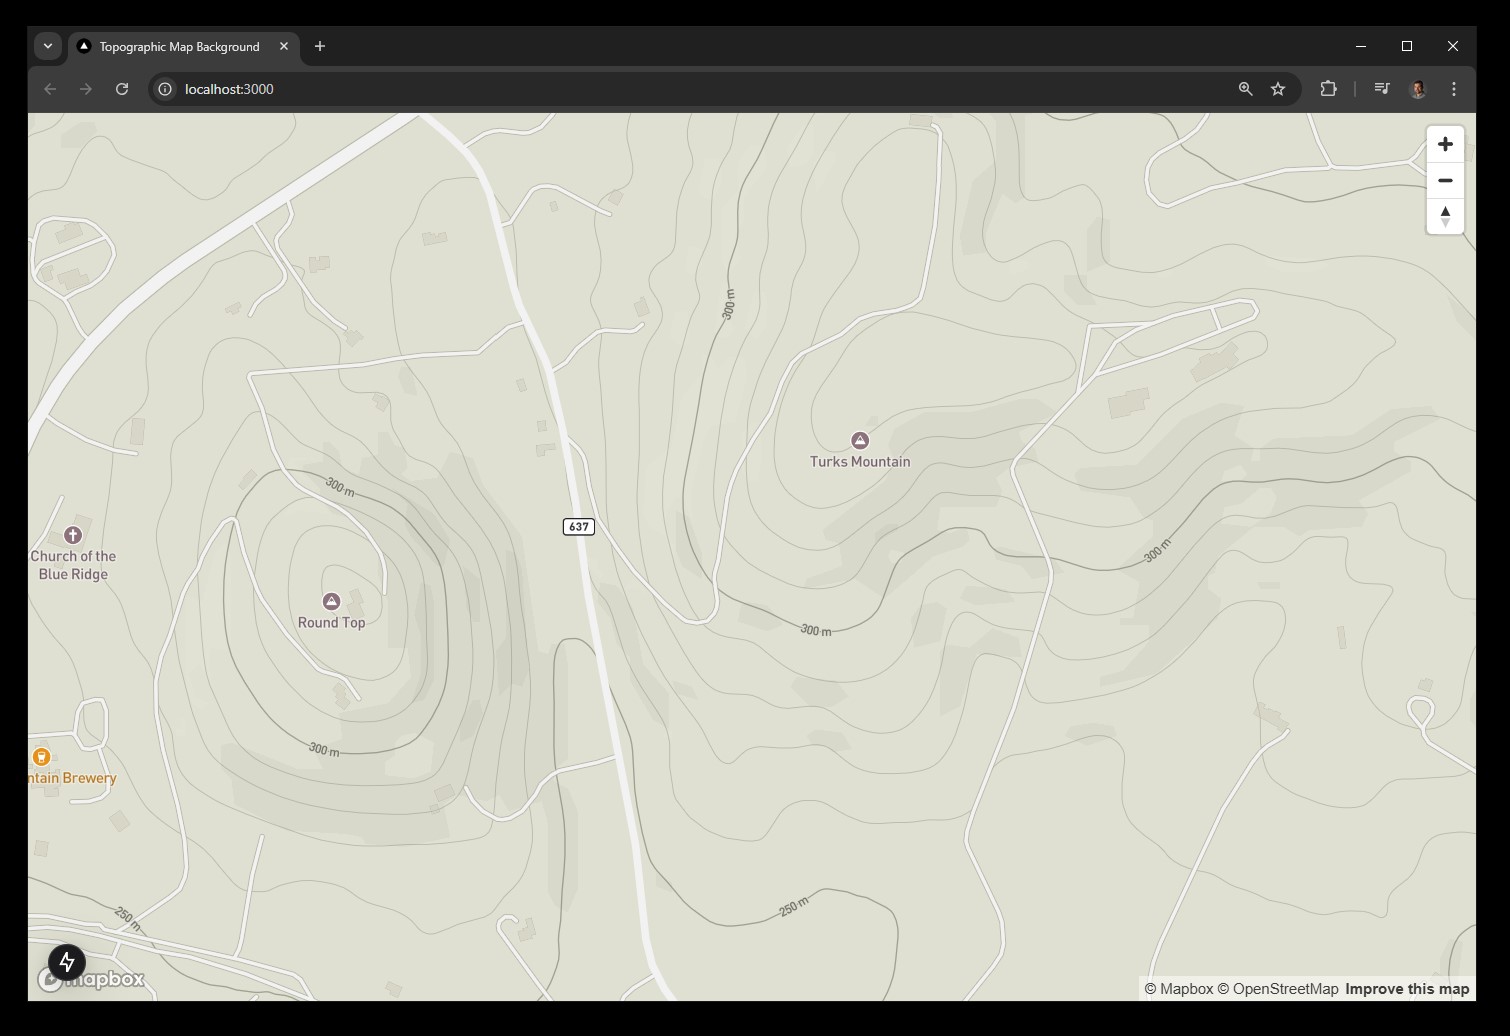 Topographic Map Background
localhost:3000
300 m
Turks Mountain
300 m
637
Church of the
Blue Ridge
300 m
Round Top
300 m
300 m
ntain Brewery
250 m
250 m
mapbox
© Mapbox © OpenStreetMap Improve this map